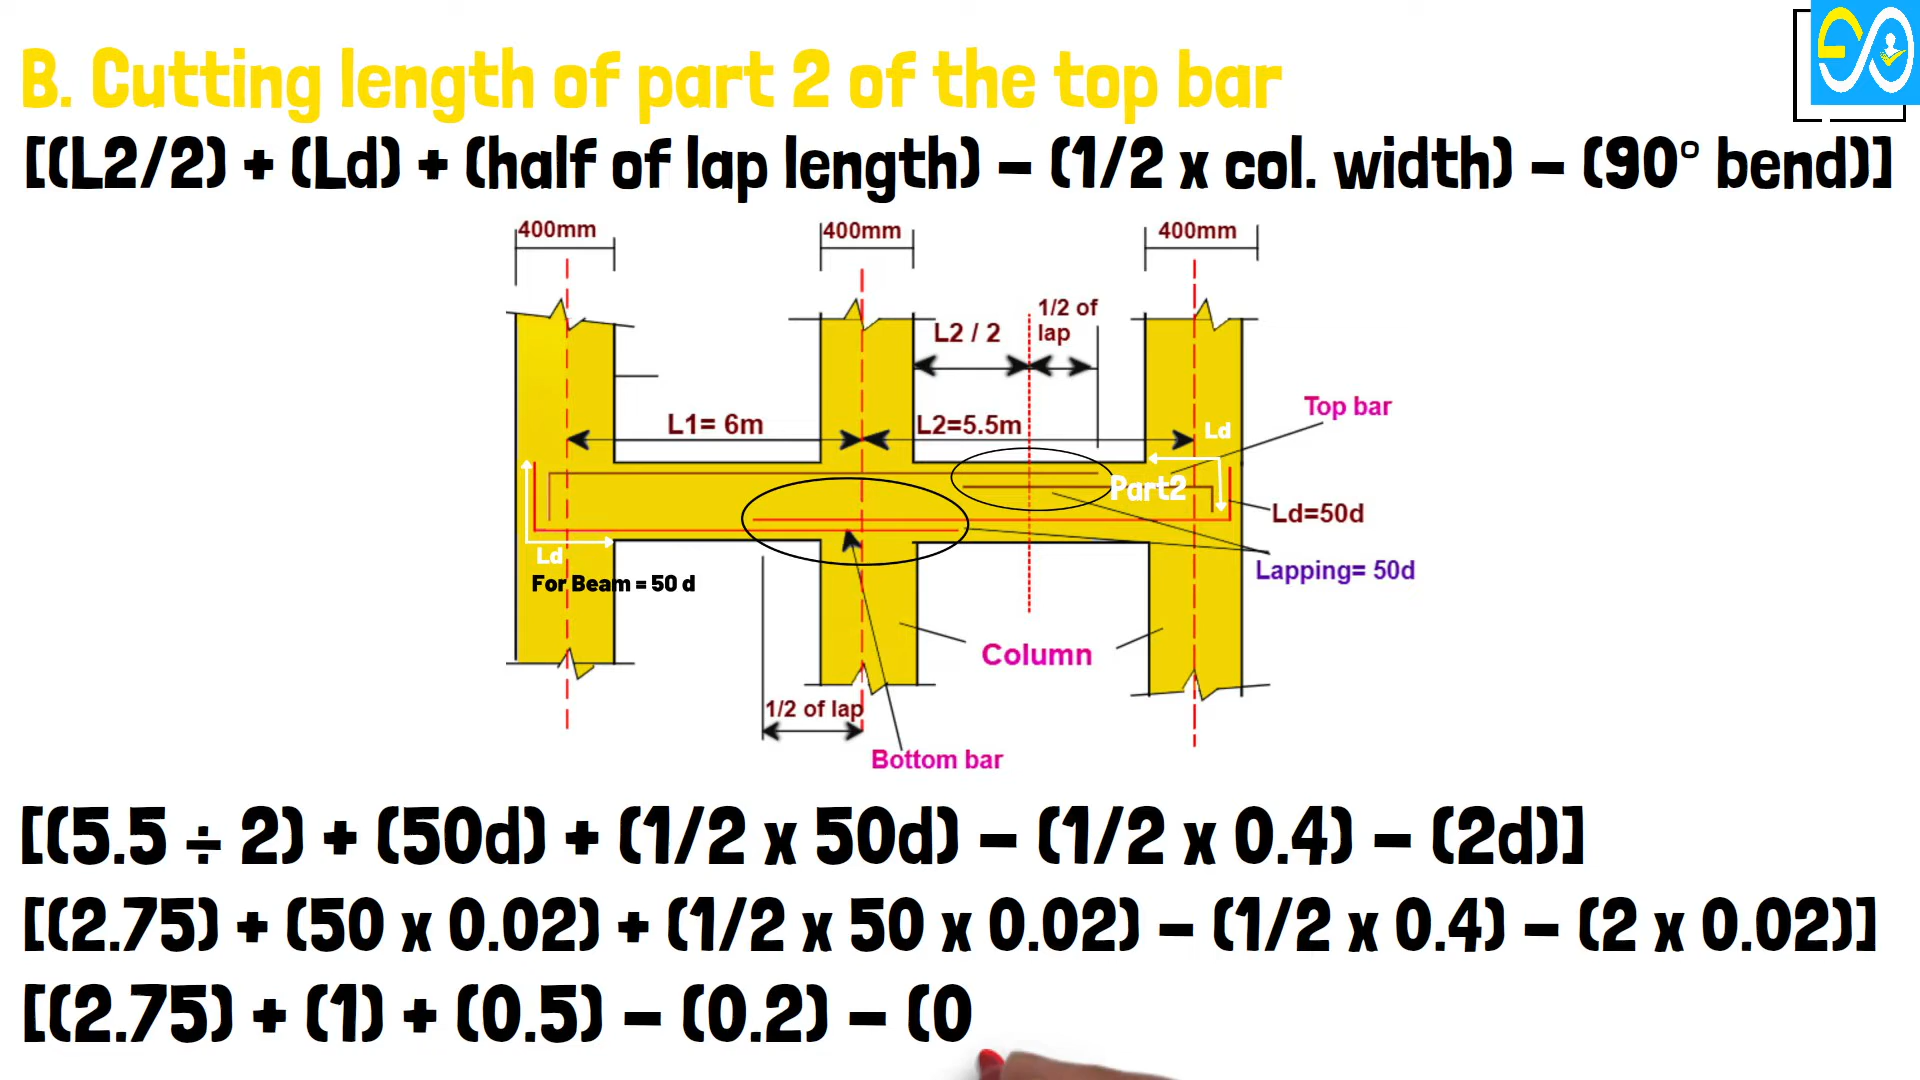 B. Cutting length of part 2 of the top bar
[(L2/2) + (Ld) + (half of lap length) – (1/2 x col. width) – (90° bend)]
400mm
400mm
400mm
1/2 of
lap
L2 / 2
L1= 6m
L2=5.5m
Top bar
Ld
Part2
Ld=50d
Ld
For Beam = 50 d
Lapping= 50d
Column
1/2 of lap
Bottom bar
[(5.5 ÷ 2) + (50d) + (1/2 x 50d) – (1/2 x 0.4) – (2d)]
[(2.75) + (50 x 0.02) + (1/2 x 50 x 0.02) – (1/2 x 0.4) – (2 x 0.02)]
[(2.75) + (1) + (0.5) – (0.2) – (0